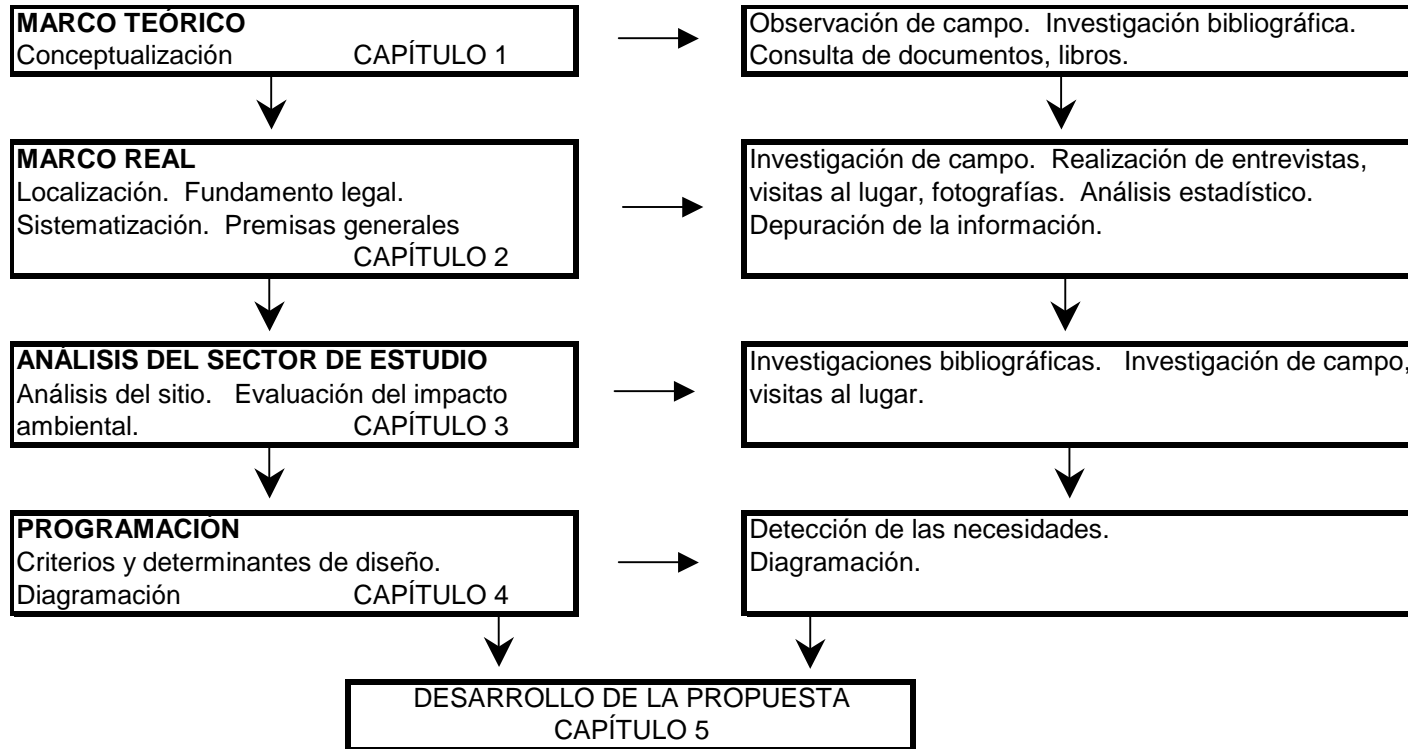 MARCO TEÓRICO
Conceptualización CAPÍTULO 1
Observación de campo. Investigación bibliográfica.
Consulta de documentos, libros.
MARCO REAL
Localización. Fundamento legal.
Sistematización. Premisas generales
CAPÍTULO 2
Investigación de campo. Realización de entrevistas,
visitas al lugar, fotografías. Análisis estadístico.
Depuración de la información.
ANÁLISIS DEL SECTOR DE ESTUDIO
Análisis del sitio. Evaluación del impacto
ambiental. CAPÍTULO 3
Investigaciones bibliográficas. Investigación de campo,
visitas al lugar.
PROGRAMACIÓN
Criterios y determinantes de diseño.
Diagramación CAPÍTULO 4
Detección de las necesidades.
Diagramación.
DESARROLLO DE LA PROPUESTA
CAPÍTULO 5